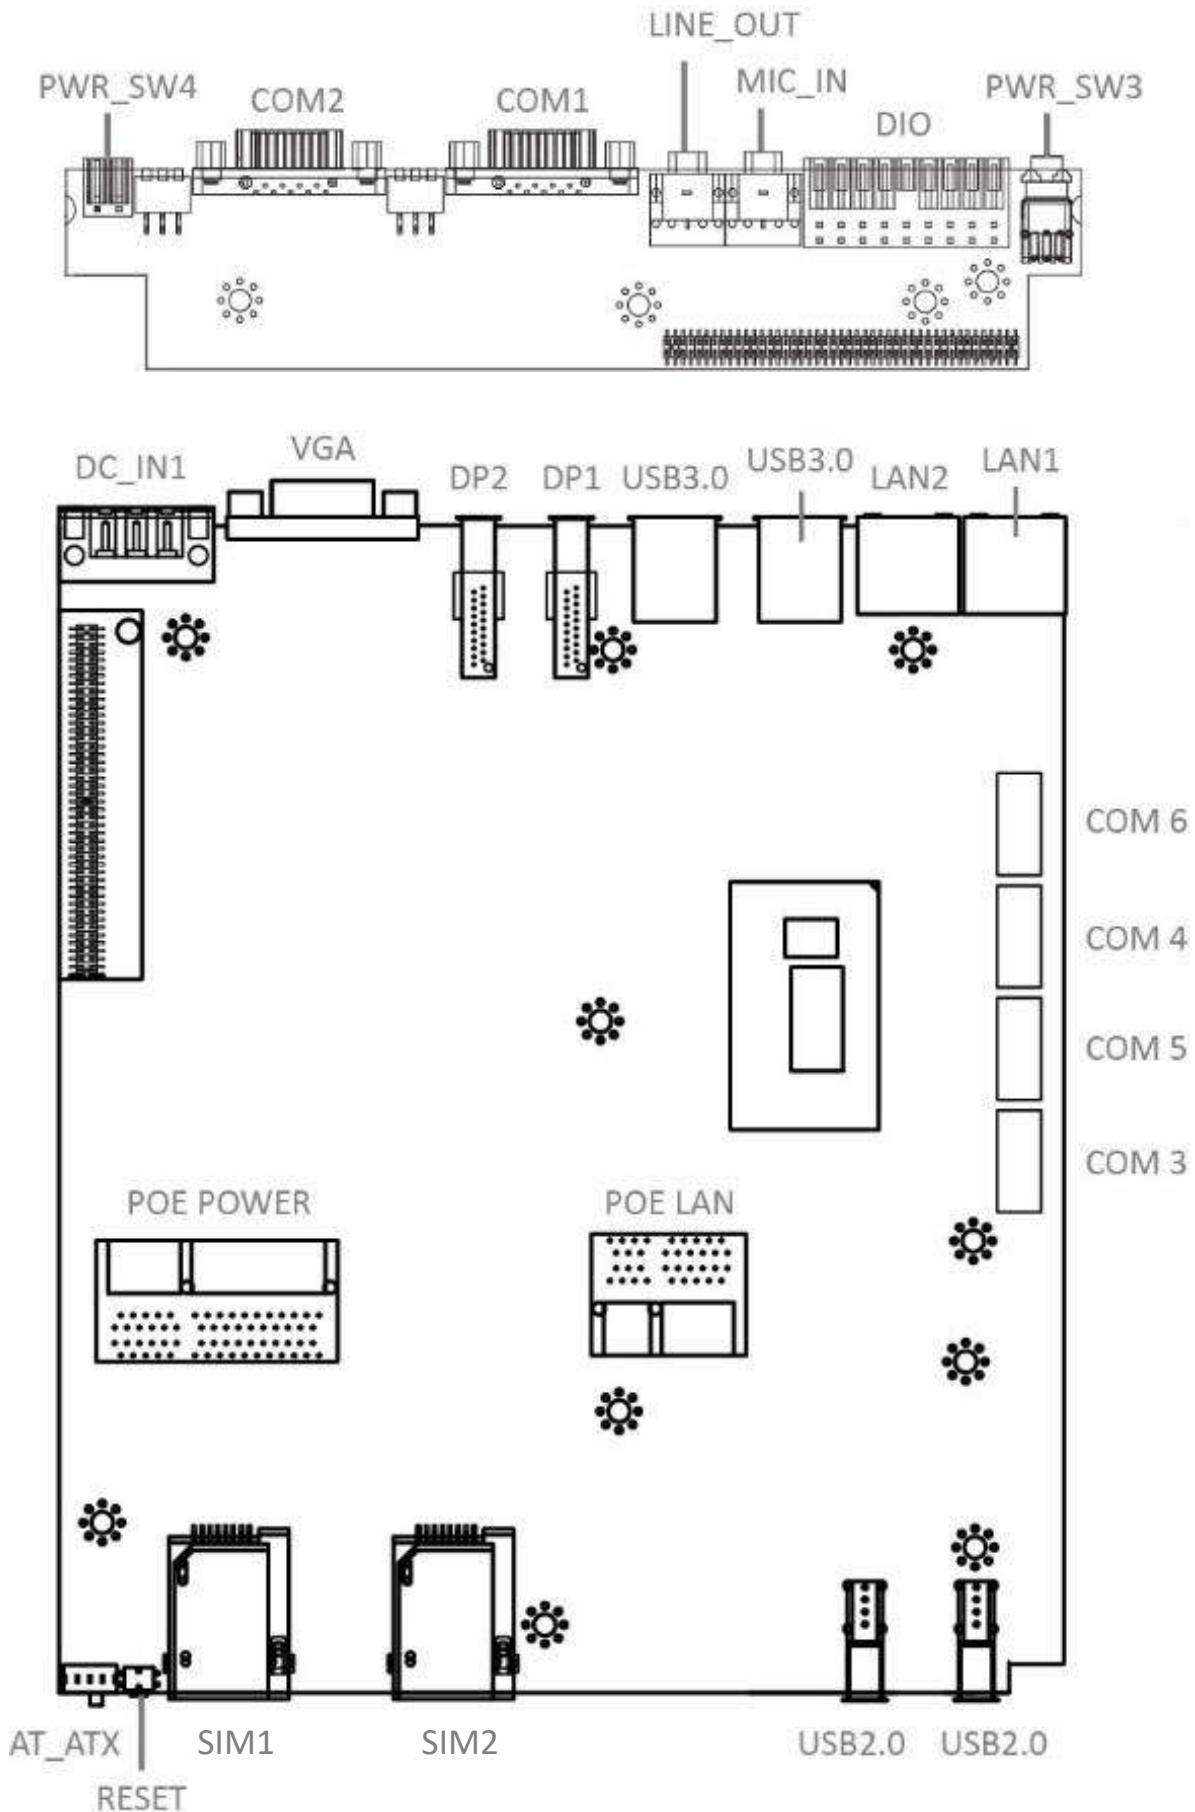 LINE_OUT
PWR_SW4
COM2
COM1
MIC_IN
PWR_SW3
DIO
DC_IN1
VGA
DP2
DP1
USB3.0
USB3.0
LAN2
LAN1
COM 6
COM 4
COM 5
COM 3
POE POWER
POE LAN
AT_ATX
SIM1
SIM2
USB2.0
USB2.0
RESET